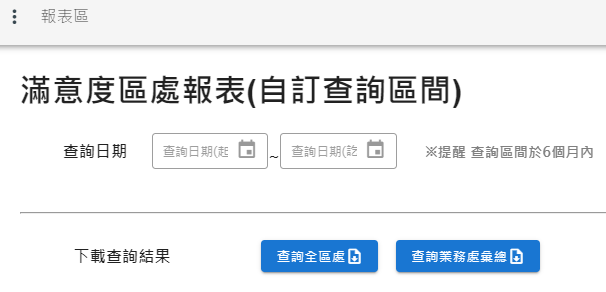 報表區
滿意度區處報表(自訂查詢區間)
查詢日期 查詢日期(起 ~ 查詢日期(訖 ※提醒 查詢區間於6個月內
下載查詢結果 查詢全區處 查詢業務處彙總